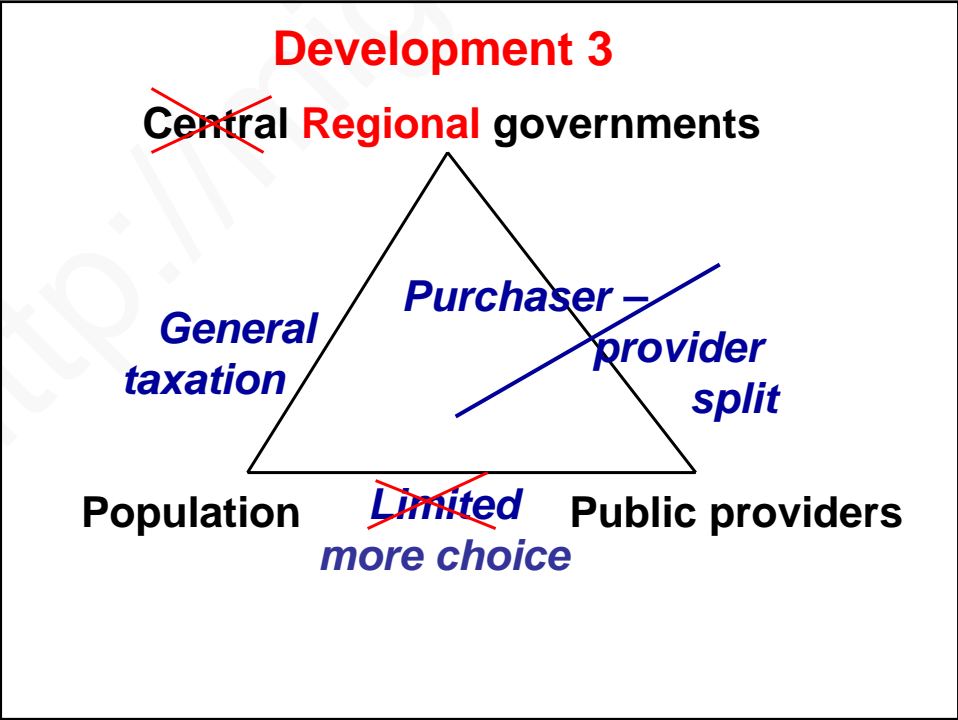 Development 3
Central Regional governments
Purchaser –
General
provider
taxation
split
Population
Limited
Public providers
more choice